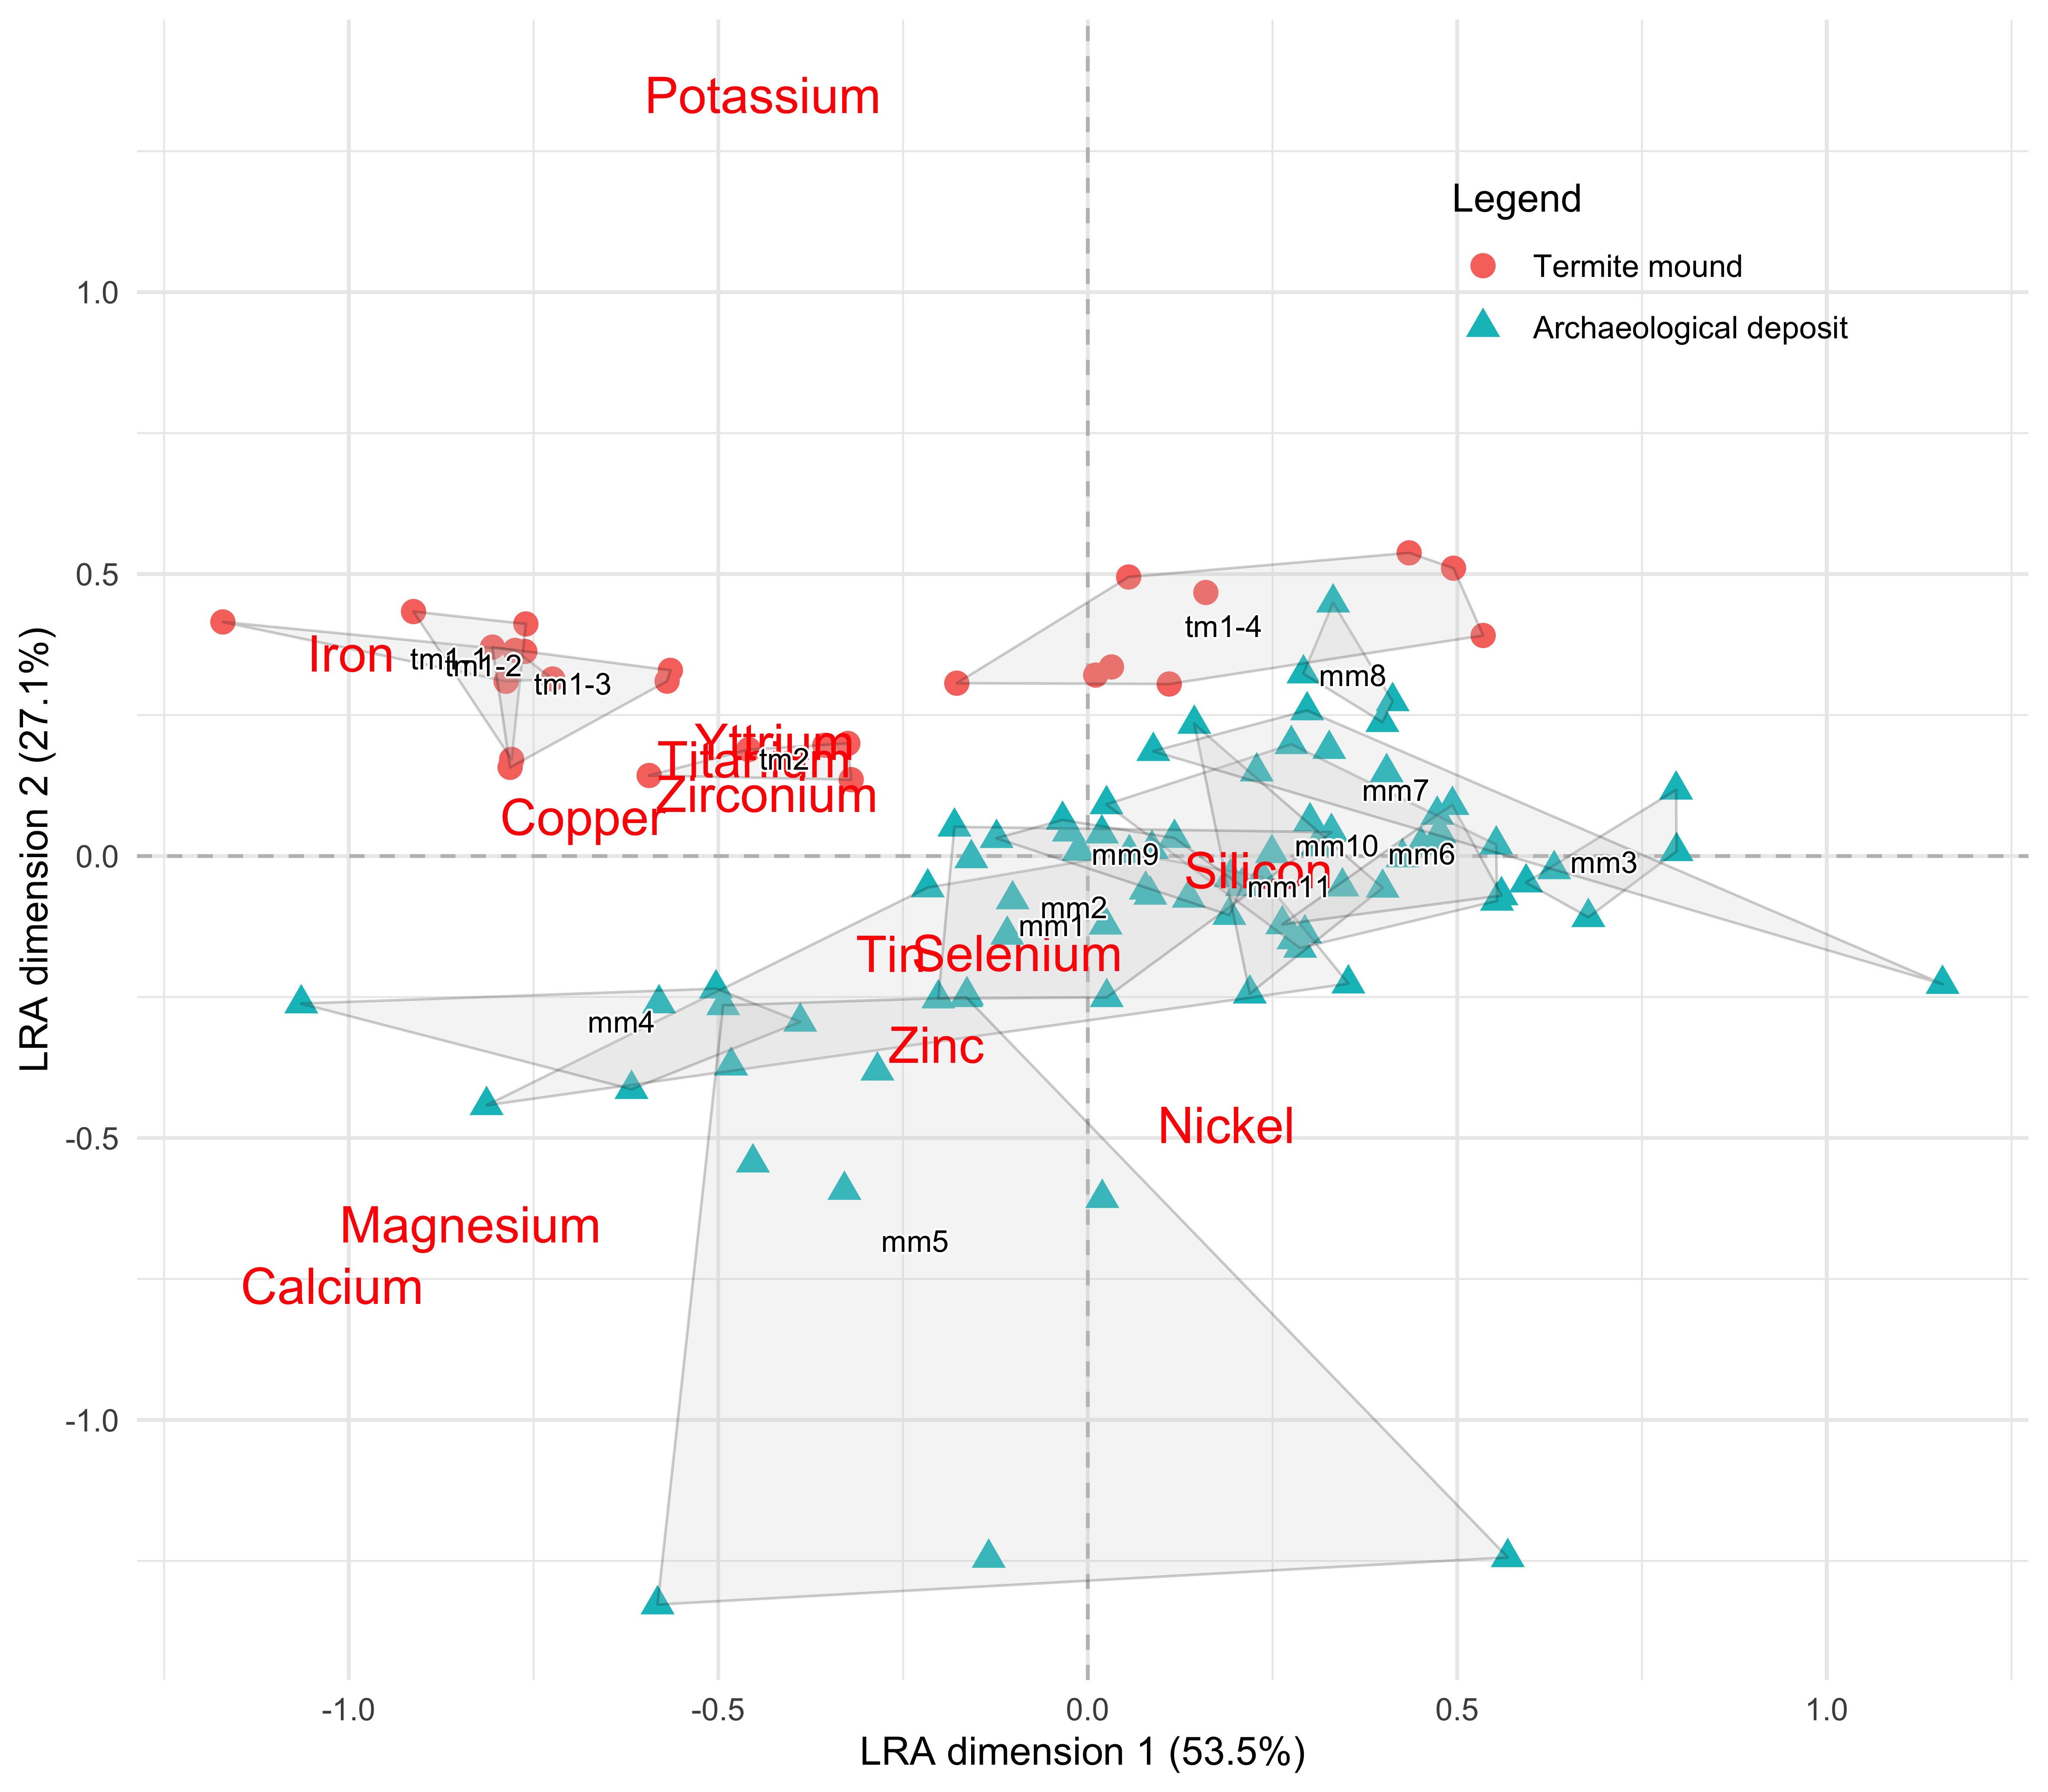 Potassium
Legend
Termite mound
Archaeological deposit
1.0
0.5
0.0
-0.5
-1.0
LRA dimension 2 (27.1%)
tm1-4
Iron
tm1-1
tm1-2
tm1-3
mm8
Yttrium
Titanium
tm2
Zirconium
mm7
Copper
mm9
mm10
mm6
mm3
Silicon
mm11
mm2
mm1
Tin
Selenium
mm4
Zinc
Nickel
Magnesium
mm5
Calcium
-1.0
-0.5
0.0
0.5
1.0
LRA dimension 1 (53.5%)